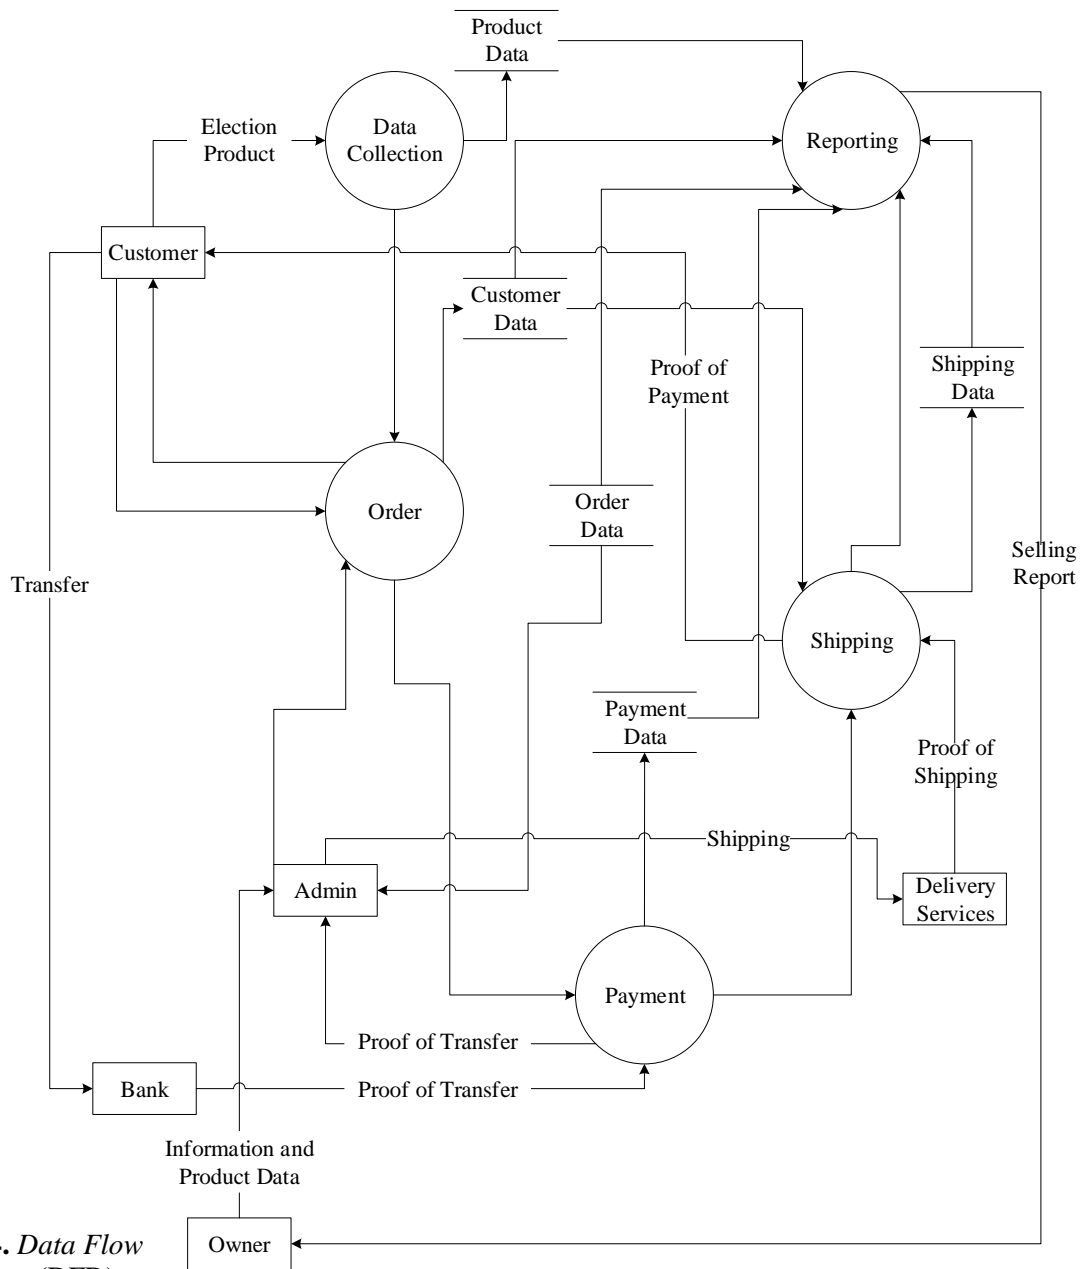 Product
Data
Election
Product
Data
Collection
Reporting
Customer
Customer
Data
Proof of
Payment
Shipping
Data
Order
Order
Data
Selling
Report
Transfer
Shipping
Payment
Data
Proof of
Shipping
Shipping
Admin
Delivery
Services
Payment
Proof of Transfer
Bank
Proof of Transfer
Information and
Product Data
Data Flow
Owner